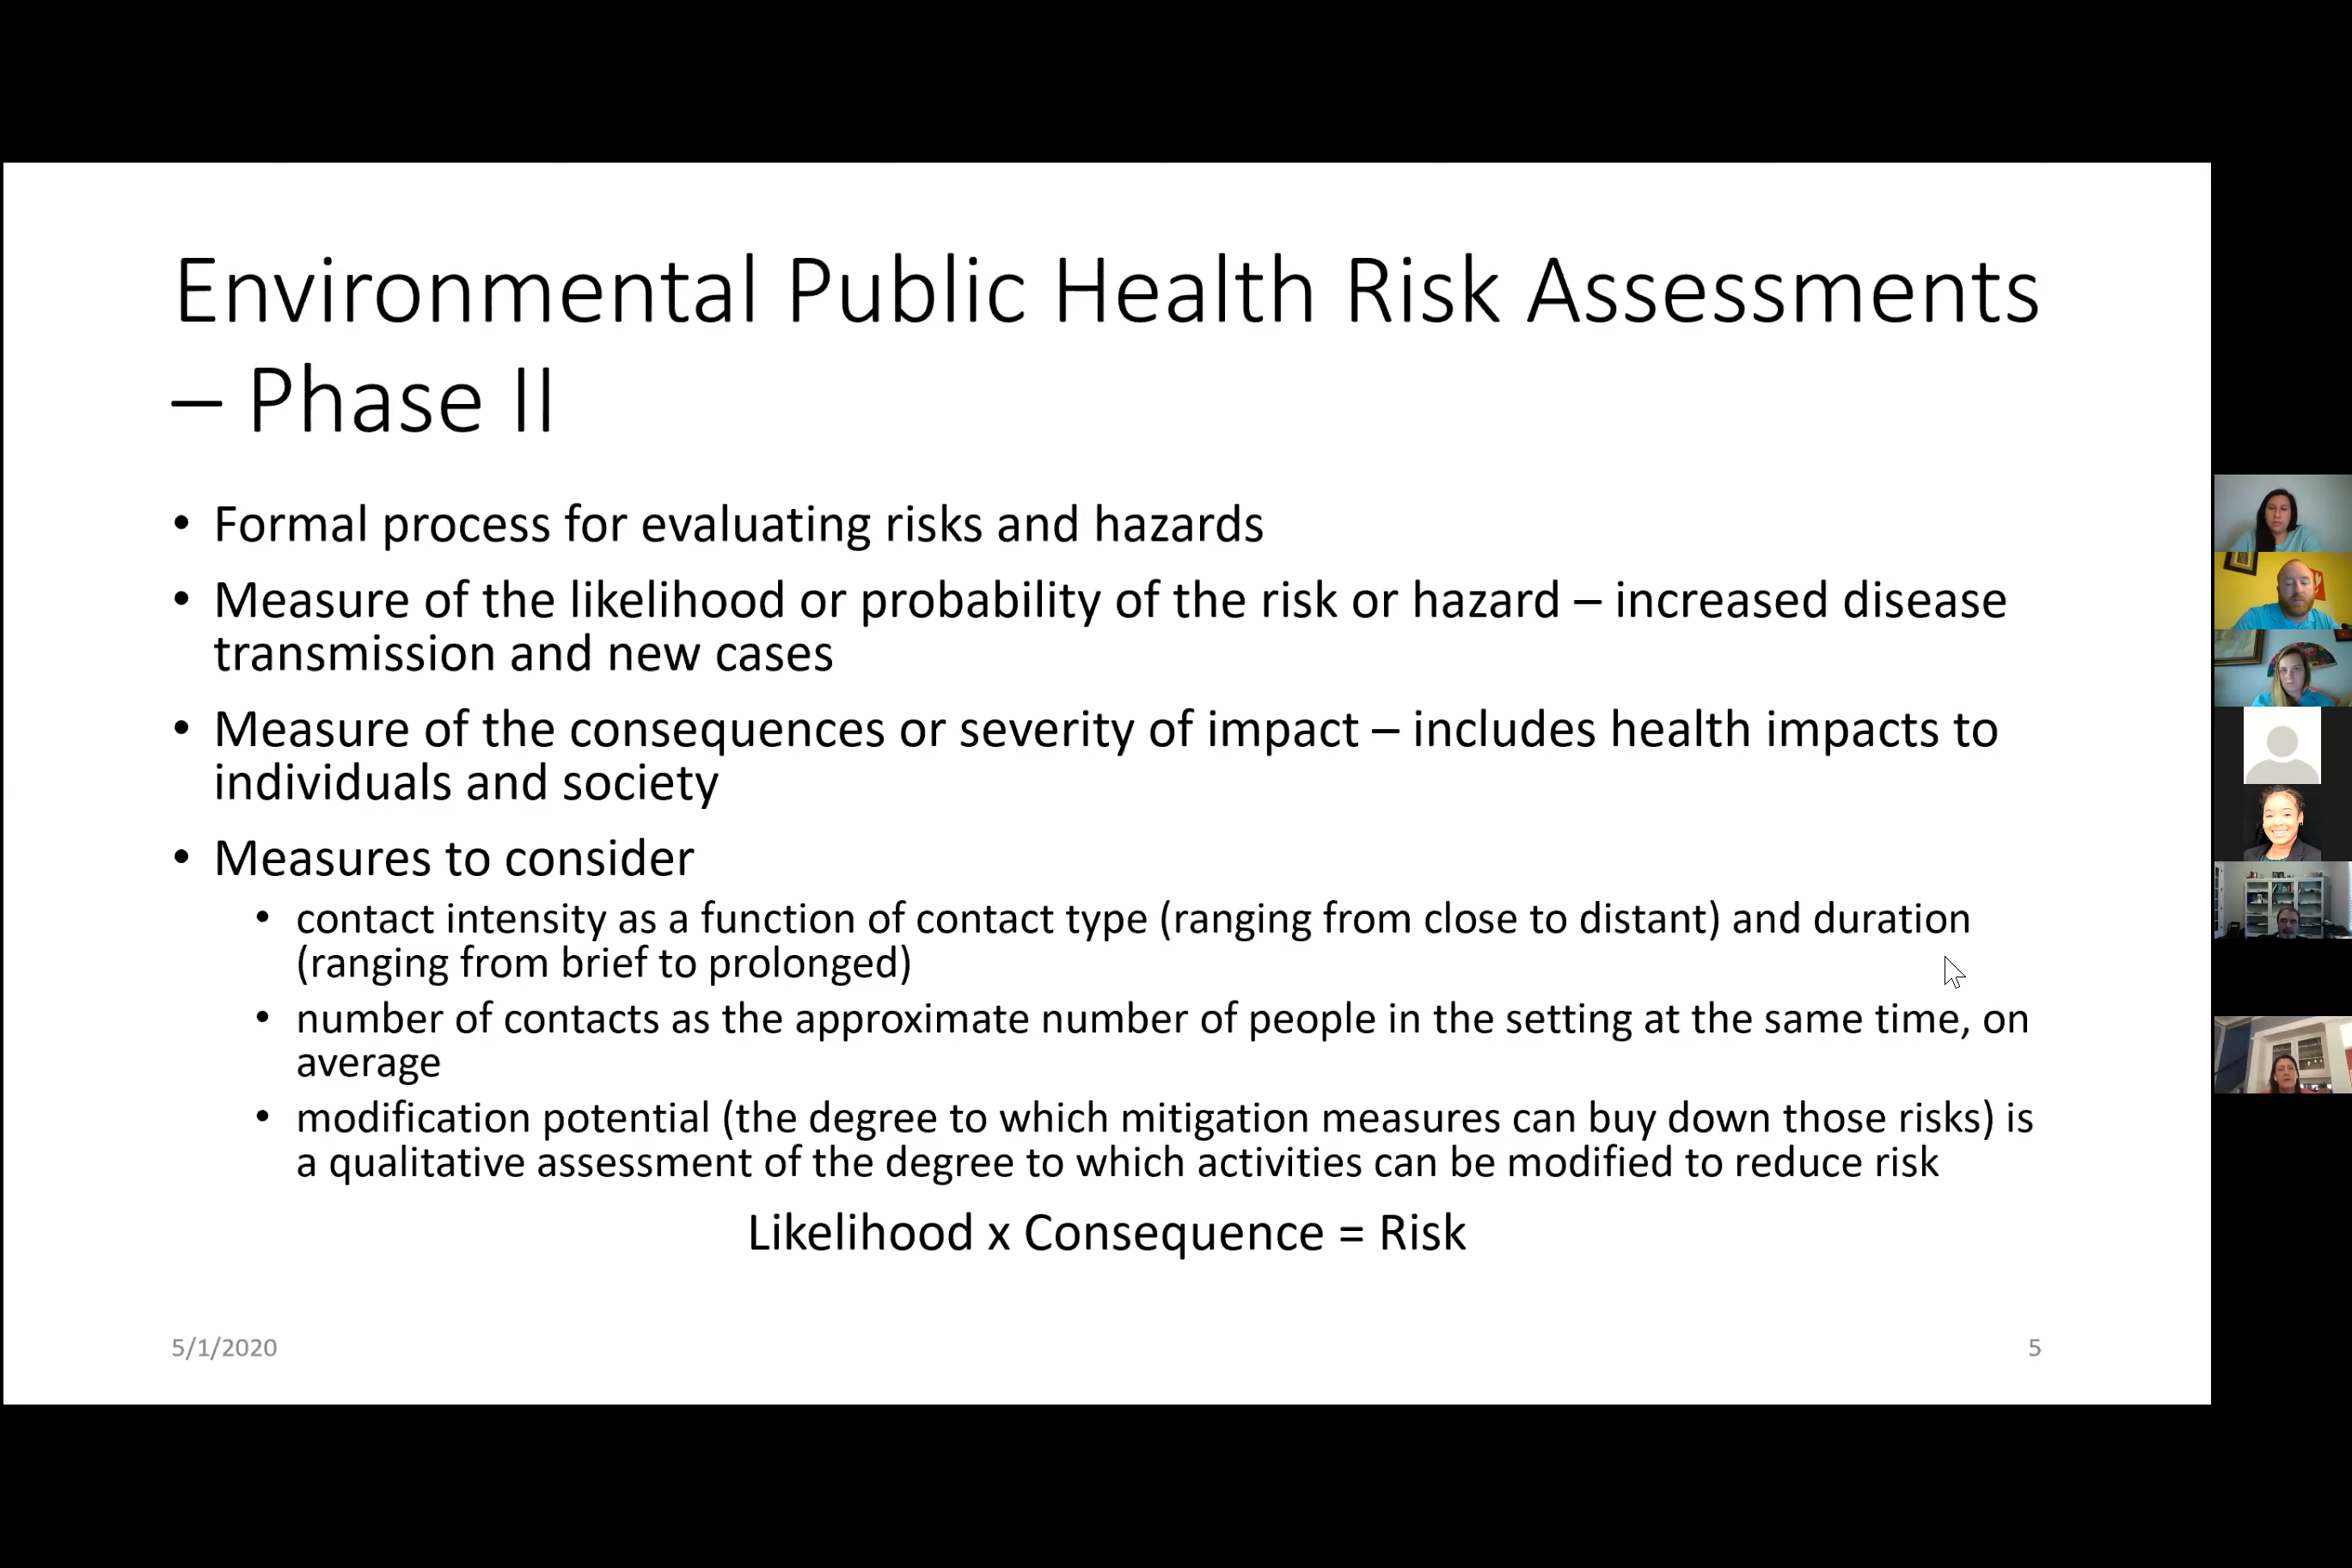 Environmental Public Health Risk Assessments
– Phase II
• Formal process for evaluating risks and hazards
• Measure of the likelihood or probability of the risk or hazard – increased disease
transmission and new cases
• Measure of the consequences or severity of impact – includes health impacts to
individuals and society
• Measures to consider
• contact intensity as a function of contact type (ranging from close to distant) and duration
(ranging from brief to prolonged)
• number of contacts as the approximate number of people in the setting at the same time, on
average
• modification potential (the degree to which mitigation measures can buy down those risks) is
a qualitative assessment of the degree to which activities can be modified to reduce risk
Likelihood x Consequence = Risk
5/1/2020
5